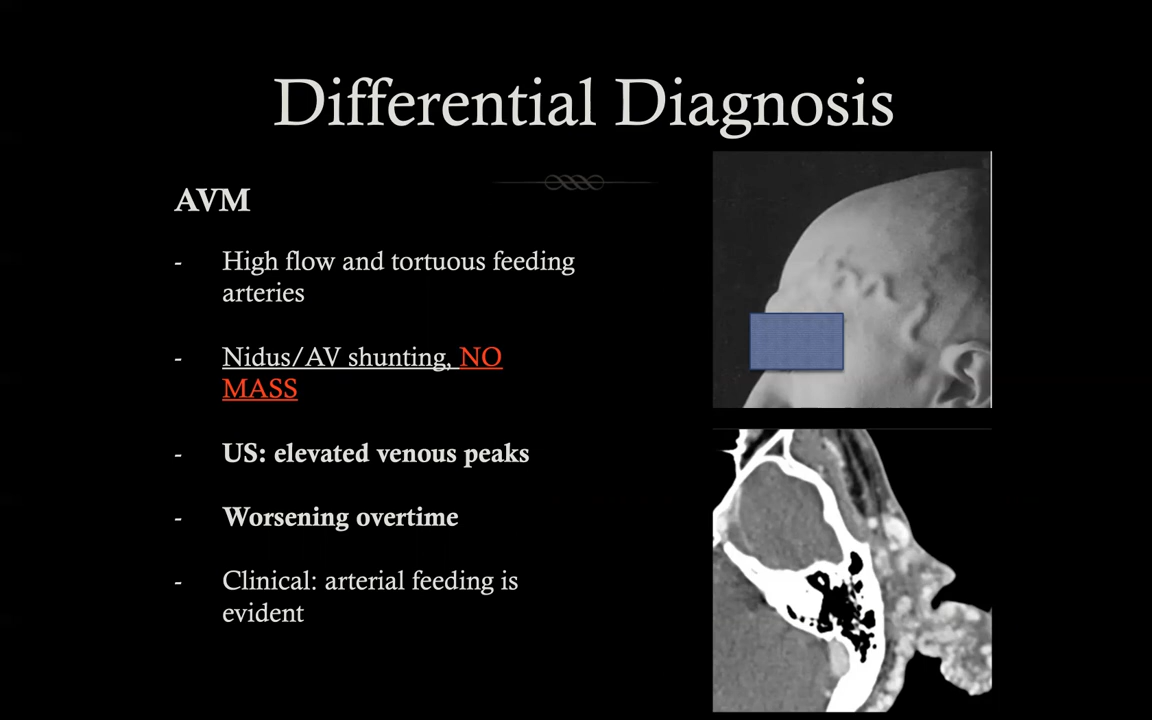 Differential Diagnosis
AVM
- High flow and tortuous feeding
arteries
- Nidus/AV shunting, NO
MASS
- US: elevated venous peaks
- Worsening overtime
- Clinical: arterial feeding is
evident